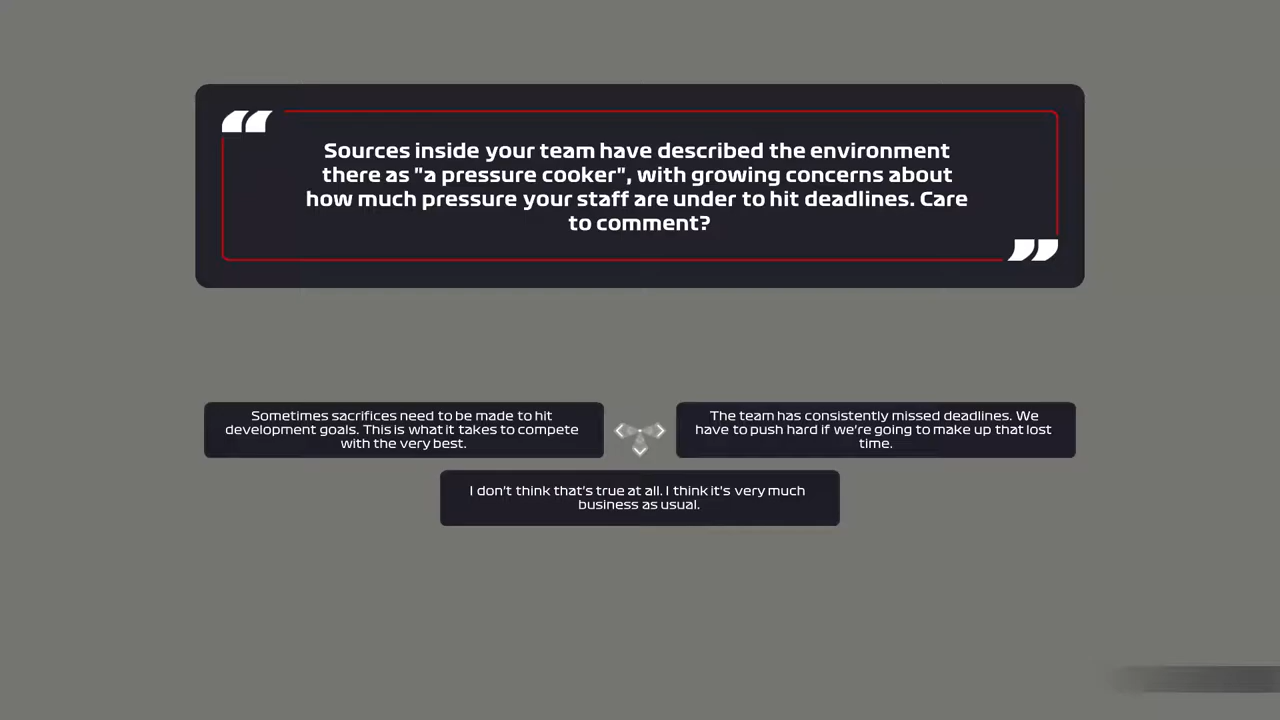 Sources inside your team have described the environment
there as "a pressure cooker", with growing concerns about
how much pressure your staff are under to hit deadlines. Care
to comment?
Sometimes sacrifices need to be made to hit
development goals. This is what it takes to compete
with the very best.
The team has consistently missed deadlines. We
have to push hard if we're going to make up that lost
time.
I don't think that's true at all. I think it's very much
business as usual.